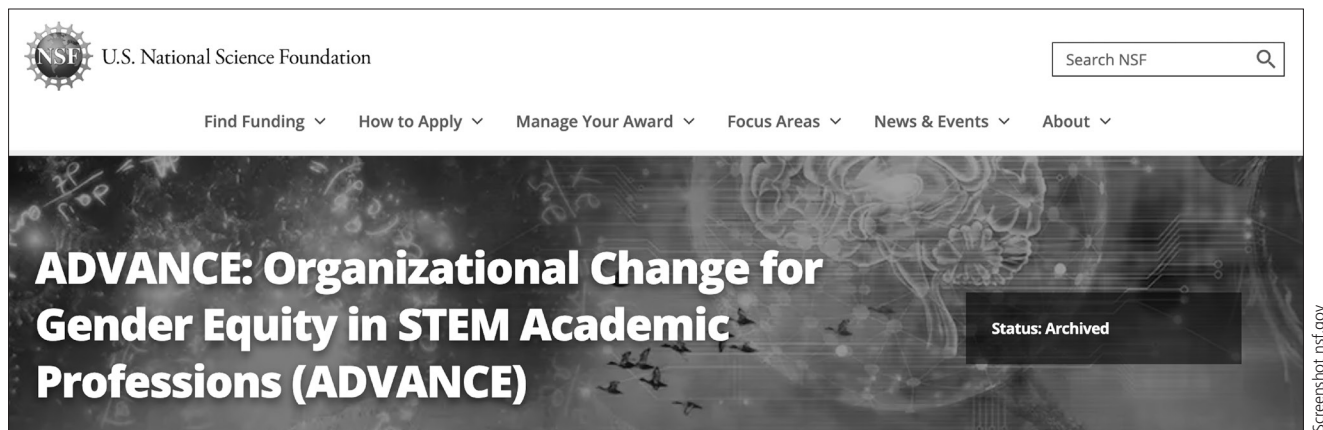 NSF
U.S. National Science Foundation
Search NSF
Find Funding
How to Apply
Manage Your Award
Focus Areas
News & Events
About
ADVANCE: Organizational Change for
Gender Equity in STEM Academic
Professions (ADVANCE)
Status: Archived
Screenshot nsf.gov